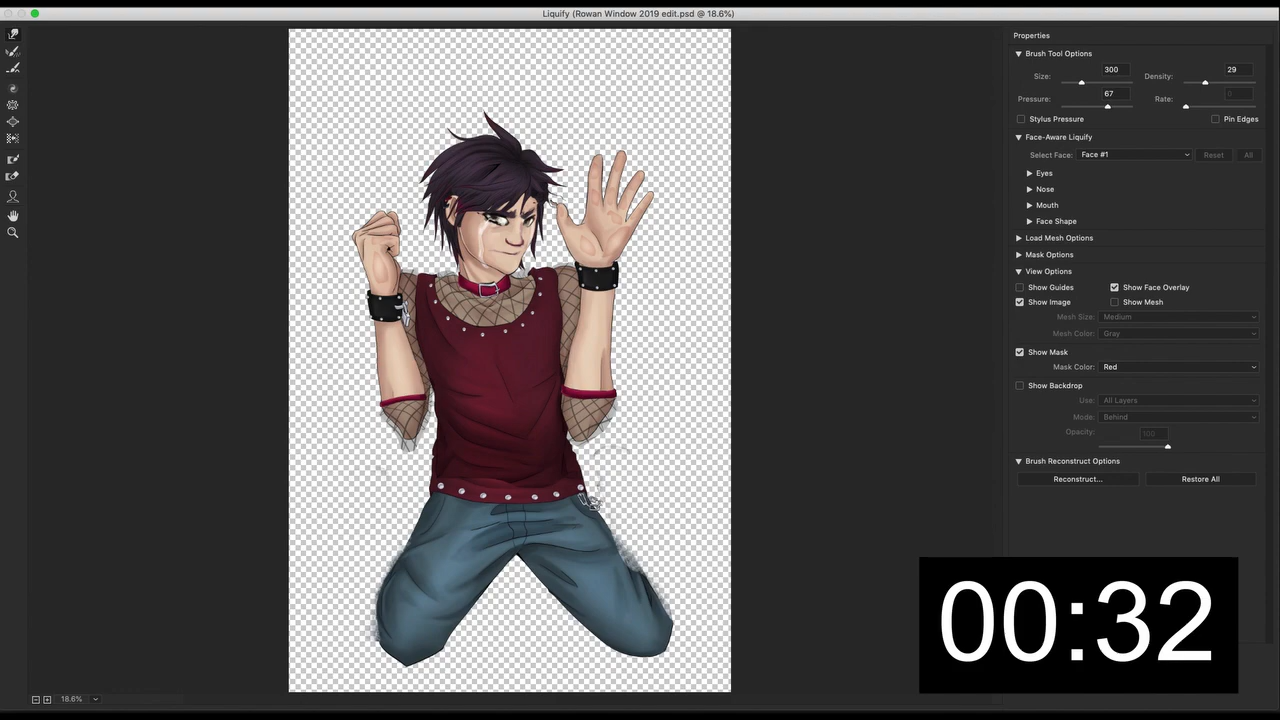 Liquify (Rowan Window 2019 edit.psd @ 18.6%)
Properties
Brush Tool Options
Size: 300 Density: 29
Pressure: 67 Rate: 0
Stylus Pressure Pin Edges
Face-Aware Liquify
Select Face: Face #1 Reset All
Eyes
Nose
Mouth
Face Shape
Load Mesh Options
Mask Options
View Options
Show Guides Show Face Overlay
Show Image Show Mesh
Mesh Size: Medium
Mesh Color: Gray
Show Mask
Mask Color: Red
Show Backdrop
Use: All Layers
Mode: Behind
Opacity: 100
Brush Reconstruct Options
Reconstruct... Restore All
00:32
18.6%